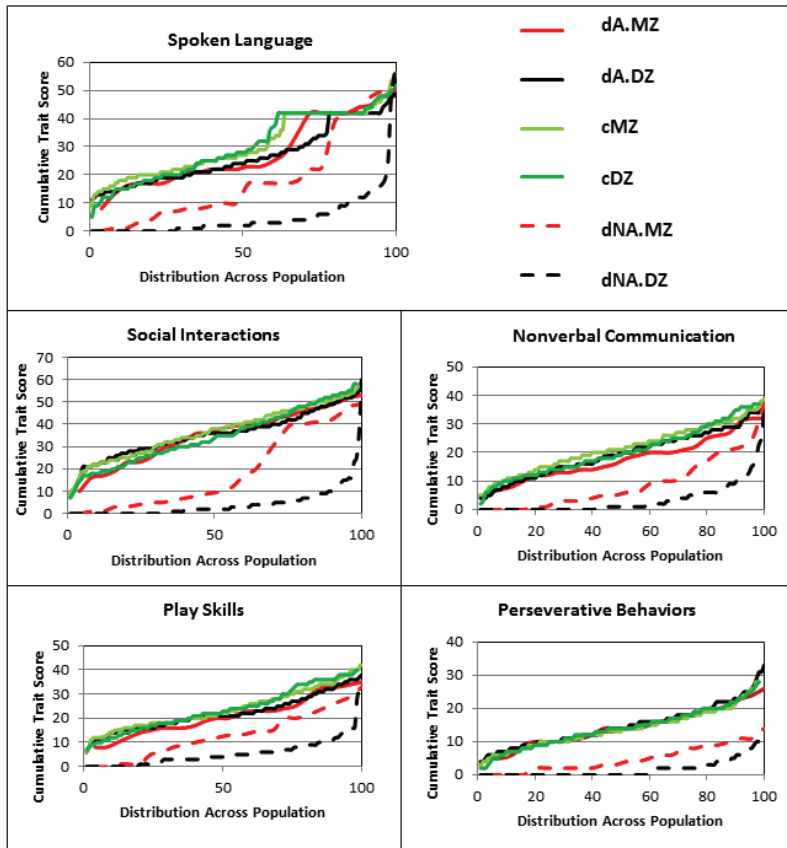 Spoken Language
Cumulative Trait Score
60
50
40
30
20
10
0
0 50 100
Distribution Across Population
dA.MZ
dA.DZ
cMZ
cDZ
dNA.MZ
dNA.DZ
Social Interactions
Cumulative Trait Score
70
60
50
40
30
20
10
0
0 50 100
Distribution Across Population
Nonverbal Communication
Cumulative Trait Score
50
40
30
20
10
0
0 20 40 60 80 100
Distribution Across Population
Play Skills
Cumulative Trait Score
50
40
30
20
10
0
0 50 100
Distribution Across Population
Perseverative Behaviors
Cumulative Trait Score
40
30
20
10
0
0 20 40 60 80 100
Distribution Across Population